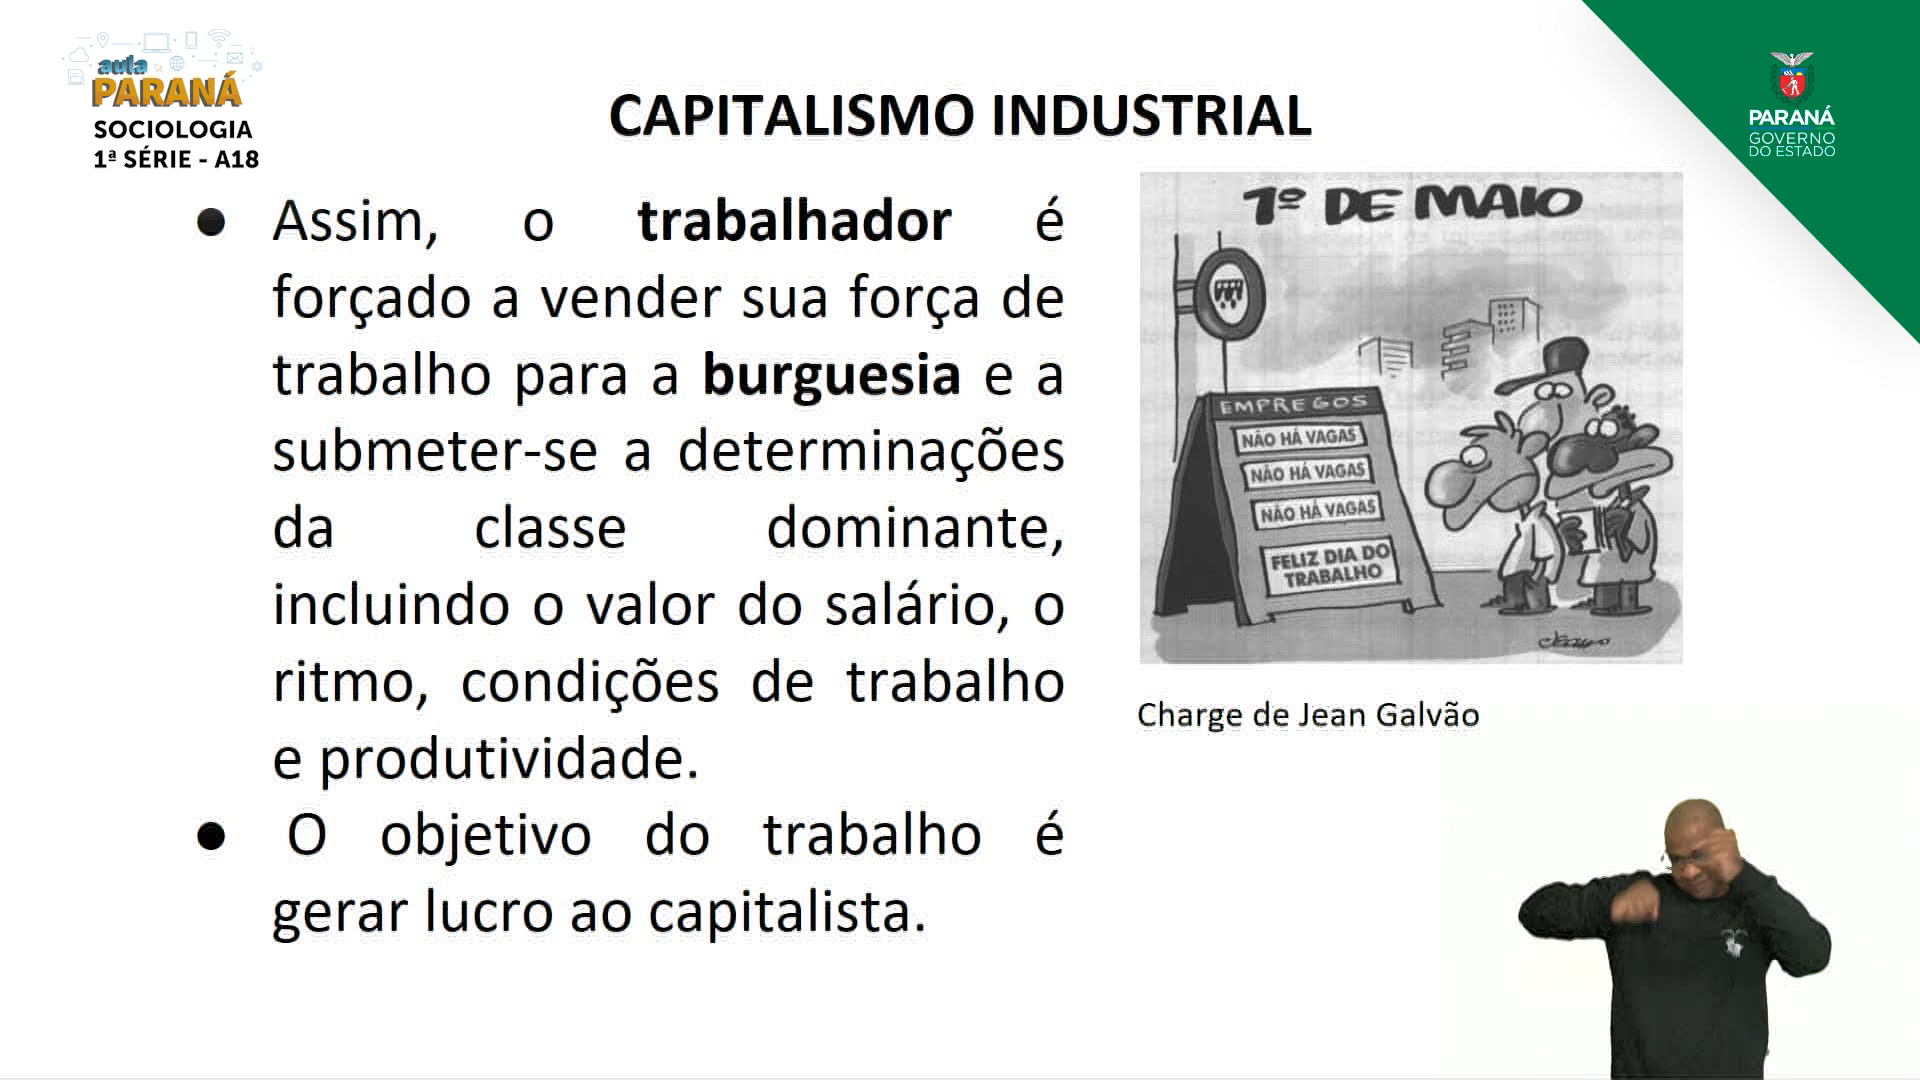 aula
PARANÁ
SOCIOLOGIA
1ª SÉRIE - A18
CAPITALISMO INDUSTRIAL
PARANÁ
GOVERNO
DO ESTADO
● Assim, o trabalhador é
forçado a vender sua força de
trabalho para a burguesia e a
submeter-se a determinações
da classe dominante,
incluindo o valor do salário, o
ritmo, condições de trabalho
e produtividade.
● O objetivo do trabalho é
gerar lucro ao capitalista.
1º DE MAIO
EMPREGOS
NÃO HÁ VAGAS
NÃO HÁ VAGAS
NÃO HÁ VAGAS
FELIZ DIA DO
TRABALHO
Charge de Jean Galvão